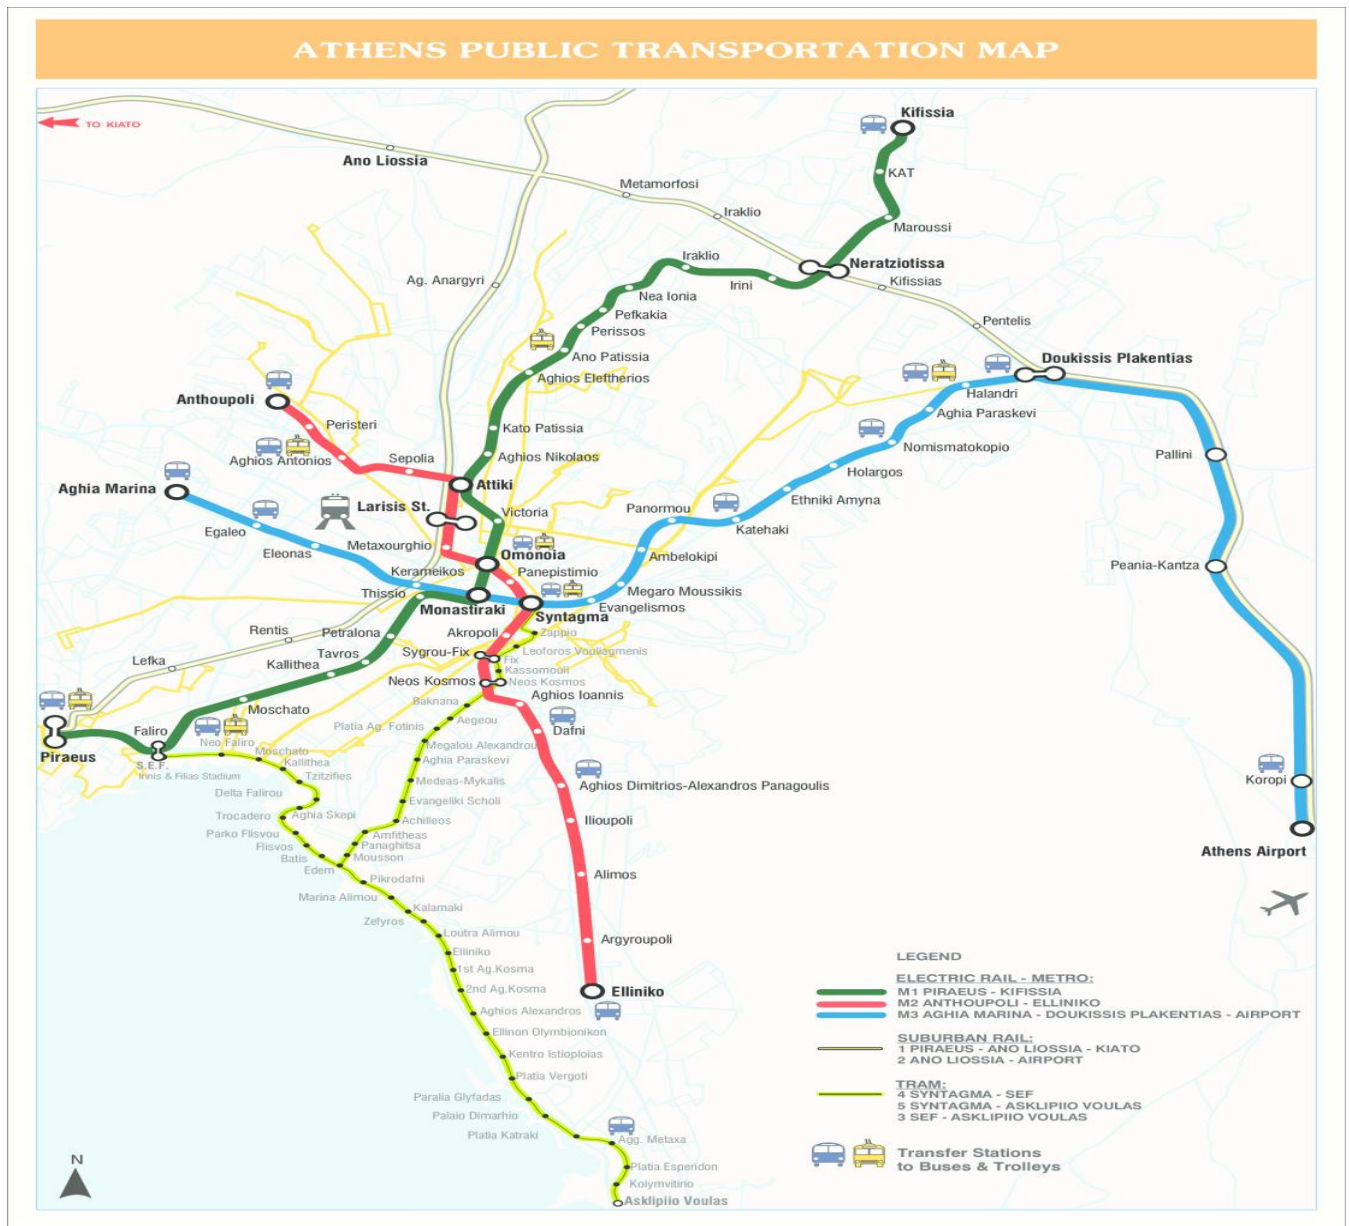 ATHENS PUBLIC TRANSPORTATION MAP
TO KIATO
Kifissia
KAT
Ano Liossia
Metamorfosi
Iraklio
Maroussi
Iraklio
Neratziotissa
Ag. Anargyri
Irini
Kifissias
Nea Ionia
Pefkakia
Pentelis
Perissos
Ano Patissia
Doukissis Plakentias
Aghios Eleftherios
Halandri
Anthoupoli
Aghia Paraskevi
Peristeri
Kato Patissia
Nomismatokopio
Pallini
Aghios Antonios
Sepolia
Aghios Nikolaos
Holargos
Aghia Marina
Attiki
Ethniki Amyna
Larisis St.
Victoria
Panormou
Katehaki
Egaleo
Eleonas
Metaxourghio
Omonoia
Ambelokipi
Kerameikos
Panepistimio
Peania-Kantza
Thissio
Megaro Moussikis
Monastiraki
Syntagma
Evangelismos
Rentis
Petralona
Akropoli
Zappio
Lefka
Tavros
Sygrou-Fix
Leoforos Vouliagmenis
Kallithea
Fix
Kassomouli
Neos Kosmos
Neos Kosmos
Aghios Ioannis
Moschato
Baknana
Faliro
Platia Ag. Fotinis
Aegeou
Dafni
Piraeus
Neo Faliro
Megalou Alexandrou
S.E.F.
Irinis & Filias Stadium
Moschato
Kallithea
Aghia Paraskevi
Tzitzifies
Medeas-Mykalis
Koropi
Aghios Dimitrios-Alexandros Panagoulis
Delta Falirou
Evangeliki Scholi
Trocadero
Aghia Skepi
Achilleos
Ilioupoli
Parko Flisvou
Amfitheas
Flisvos
Panaghitsa
Batis
Mousson
Athens Airport
Edem
Pikrodafni
Alimos
Marina Alimou
Kalamaki
Zefyros
Loutra Alimou
Argyroupoli
Elliniko
1st Ag.Kosma
2nd Ag.Kosma
Elliniko
Aghios Alexandros
Ellinon Olymbionikon
Kentro Istioploias
Platia Vergoti
Paralia Glyfadas
Palaio Dimarhio
Platia Katraki
Agg. Metaxa
Platia Esperidon
Kolymvitirio
Asklipiio Voulas
N
LEGEND
ELECTRIC RAIL - METRO:
M1 PIRAEUS - KIFISSIA
M2 ANTHOUPOLI - ELLINIKO
M3 AGHIA MARINA - DOUKISSIS PLAKENTIAS - AIRPORT
SUBURBAN RAIL:
1 PIRAEUS - ANO LIOSSIA - KIATO
2 ANO LIOSSIA - AIRPORT
TRAM:
4 SYNTAGMA - SEF
5 SYNTAGMA - ASKLIPIIO VOULAS
3 SEF - ASKLIPIIO VOULAS
Transfer Stations
to Buses & Trolleys